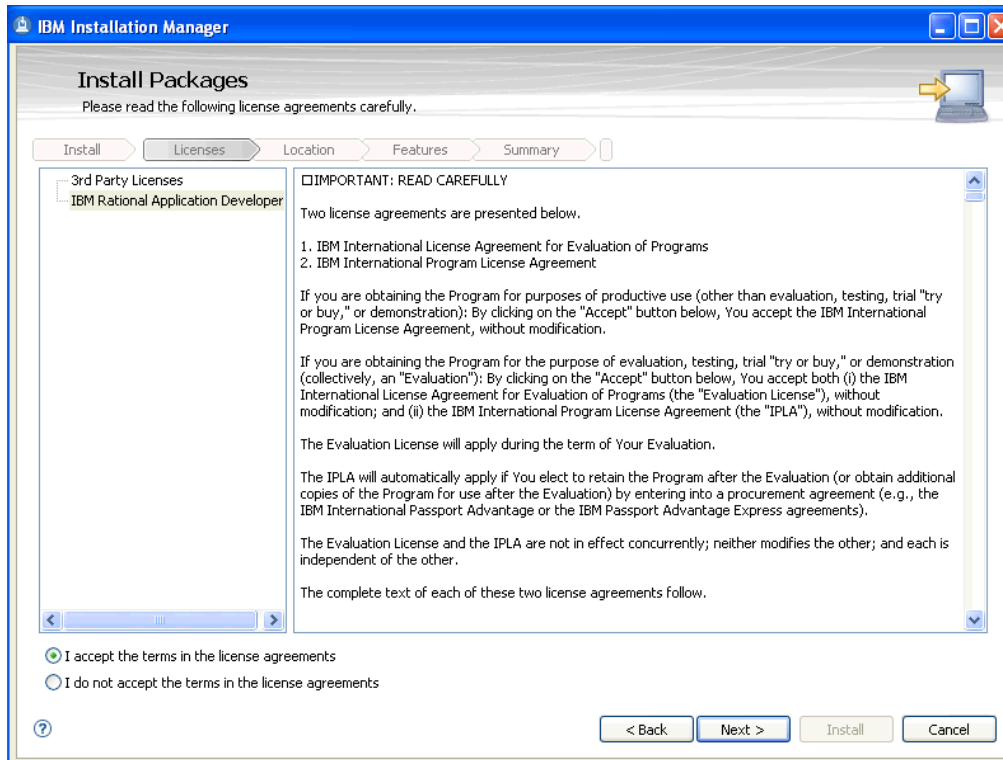 IBM Installation Manager
Install Packages
Please read the following license agreements carefully.
Install Licenses Location Features Summary
3rd Party Licenses
IBM Rational Application Developer
IMPORTANT: READ CAREFULLY
Two license agreements are presented below.
1. IBM International License Agreement for Evaluation of Programs
2. IBM International Program License Agreement
If you are obtaining the Program for purposes of productive use (other than evaluation, testing, trial "try
or buy," or demonstration): By clicking on the "Accept" button below, You accept the IBM International
Program License Agreement, without modification.
If you are obtaining the Program for the purpose of evaluation, testing, trial "try or buy," or demonstration
(collectively, an "Evaluation"): By clicking on the "Accept" button below, You accept both (i) the IBM
International License Agreement for Evaluation of Programs (the "Evaluation License"), without
modification; and (ii) the IBM International Program License Agreement (the "IPLA"), without modification.
The Evaluation License will apply during the term of Your Evaluation.
The IPLA will automatically apply if You elect to retain the Program after the Evaluation (or obtain additional
copies of the Program for use after the Evaluation) by entering into a procurement agreement (e.g., the
IBM International Passport Advantage or the IBM Passport Advantage Express agreements).
The Evaluation License and the IPLA are not in effect concurrently; neither modifies the other; and each is
independent of the other.
The complete text of each of these two license agreements follow.
I accept the terms in the license agreements
I do not accept the terms in the license agreements
? < Back Next > Install Cancel